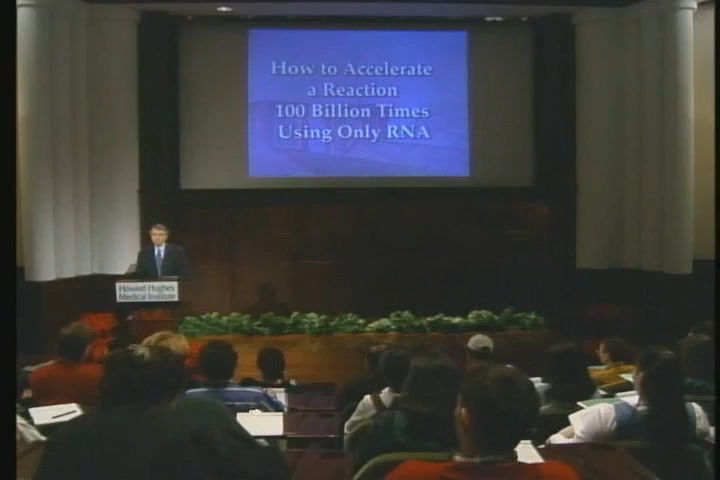 How to Accelerate
a Reaction
100 Billion Times
Using Only RNA
Howard Hughes
Medical Institute